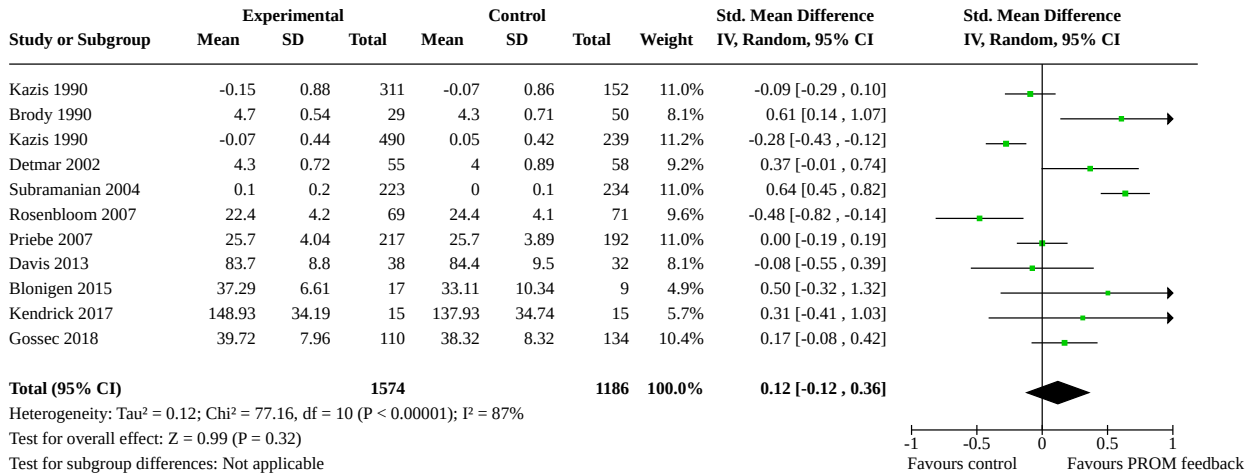 Experimental Control Std. Mean Difference Std. Mean Difference
Study or Subgroup Mean SD Total Mean SD Total Weight IV, Random, 95% CI IV, Random, 95% CI
Kazis 1990 -0.15 0.88 311 -0.07 0.86 152 11.0% -0.09 [-0.29 , 0.10]
Brody 1990 4.7 0.54 29 4.3 0.71 50 8.1% 0.61 [0.14 , 1.07]
Kazis 1990 -0.07 0.44 490 0.05 0.42 239 11.2% -0.28 [-0.43 , -0.12]
Detmar 2002 4.3 0.72 55 4 0.89 58 9.2% 0.37 [-0.01 , 0.74]
Subramanian 2004 0.1 0.2 223 0 0.1 234 11.0% 0.64 [0.45 , 0.82]
Rosenbloom 2007 22.4 4.2 69 24.4 4.1 71 9.6% -0.48 [-0.82 , -0.14]
Priebe 2007 25.7 4.04 217 25.7 3.89 192 11.0% 0.00 [-0.19 , 0.19]
Davis 2013 83.7 8.8 38 84.4 9.5 32 8.1% -0.08 [-0.55 , 0.39]
Blonigen 2015 37.29 6.61 17 33.11 10.34 9 4.9% 0.50 [-0.32 , 1.32]
Kendrick 2017 148.93 34.19 15 137.93 34.74 15 5.7% 0.31 [-0.41 , 1.03]
Gossec 2018 39.72 7.96 110 38.32 8.32 134 10.4% 0.17 [-0.08 , 0.42]
Total (95% CI) 1574 1186 100.0% 0.12 [-0.12 , 0.36]
Heterogeneity: Tau² = 0.12; Chi² = 77.16, df = 10 (P < 0.00001); I² = 87%
Test for overall effect: Z = 0.99 (P = 0.32)
Test for subgroup differences: Not applicable
-1 -0.5 0 0.5 1
Favours control Favours PROM feedback